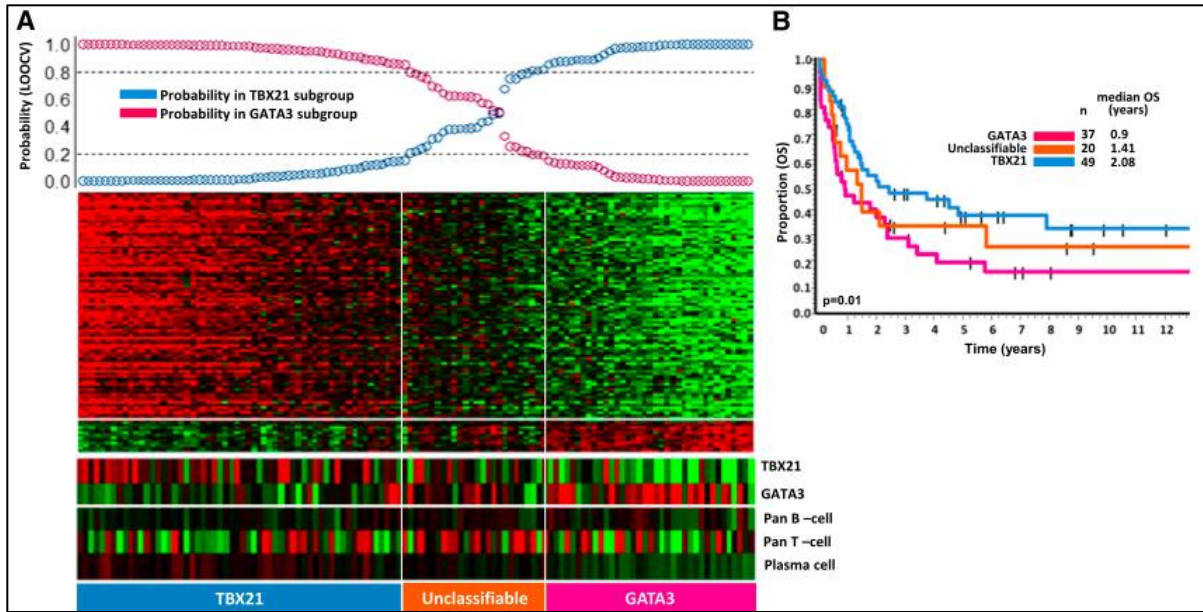 A
Probability (LOOCV)
1.0
0.8
0.6
0.4
0.2
0.0
Probability in TBX21 subgroup
Probability in GATA3 subgroup
TBX21
GATA3
Pan B –cell
Pan T –cell
Plasma cell
TBX21 Unclassifiable GATA3
B
Proportion (OS)
1.0
0.9
0.8
0.7
0.6
0.5
0.4
0.3
0.2
0.1
0.0
n median OS (years)
GATA3 37 0.9
Unclassifiable 20 1.41
TBX21 49 2.08
p=0.01
0 1 2 3 4 5 6 7 8 9 10 11 12
Time (years)